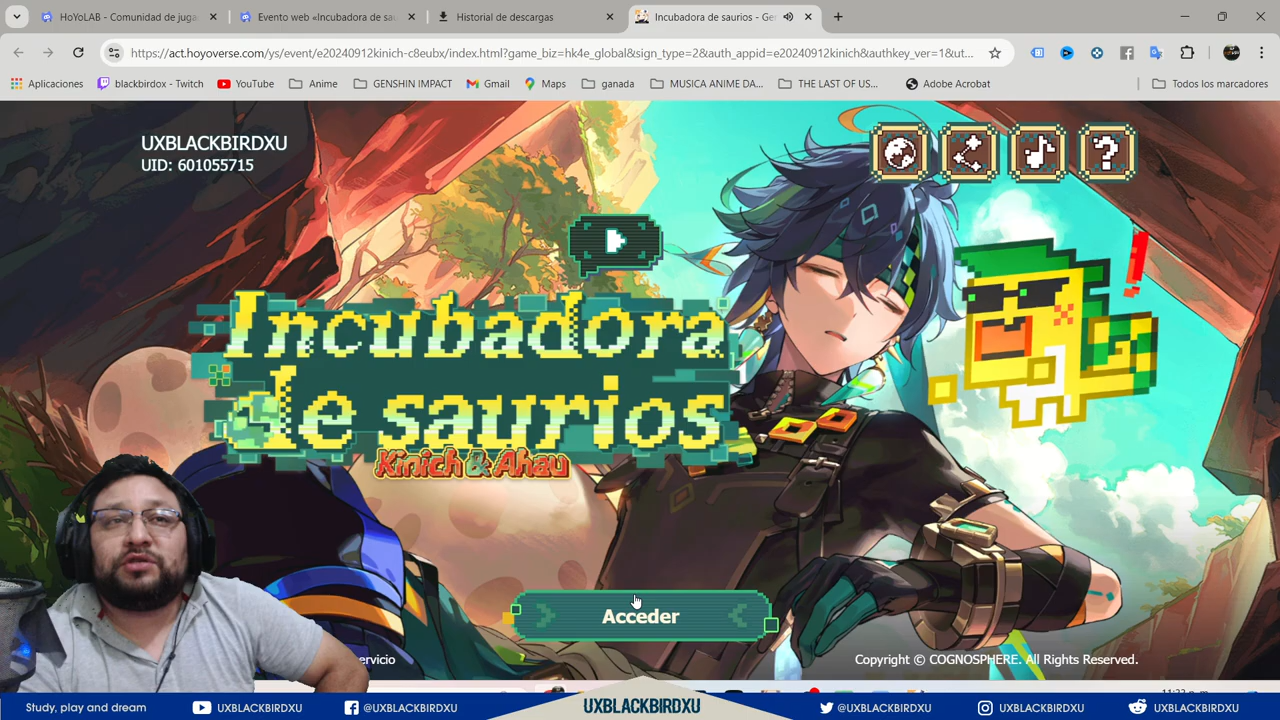 HoYoLAB - Comunidad de juga
Evento web «Incubadora de sau
Historial de descargas
Incubadora de saurios - Ge
https://act.hoyoverse.com/ys/event/e20240912kinich-c8eubx/index.html?game_biz=hk4e_global&sign_type=2&auth_appid=e20240912kinich&authkey_ver=1&ut...
Aplicaciones
blackbirdox - Twitch
YouTube
Anime
GENSHIN IMPACT
Gmail
Maps
ganada
MUSICA ANIME DA...
THE LAST OF US...
Adobe Acrobat
Todos los marcadores
UXBLACKBIRDXU
UID: 601055715
Incubadora
de saurios
Kinich & Ahau
Acceder
ervicio
Copyright © COGNOSPHERE. All Rights Reserved.
Study, play and dream
UXBLACKBIRDXU
@UXBLACKBIRDXU
UXBLACKBIRDXU
@UXBLACKBIRDXU
UXBLACKBIRDXU
UXBLACKBIRDXU